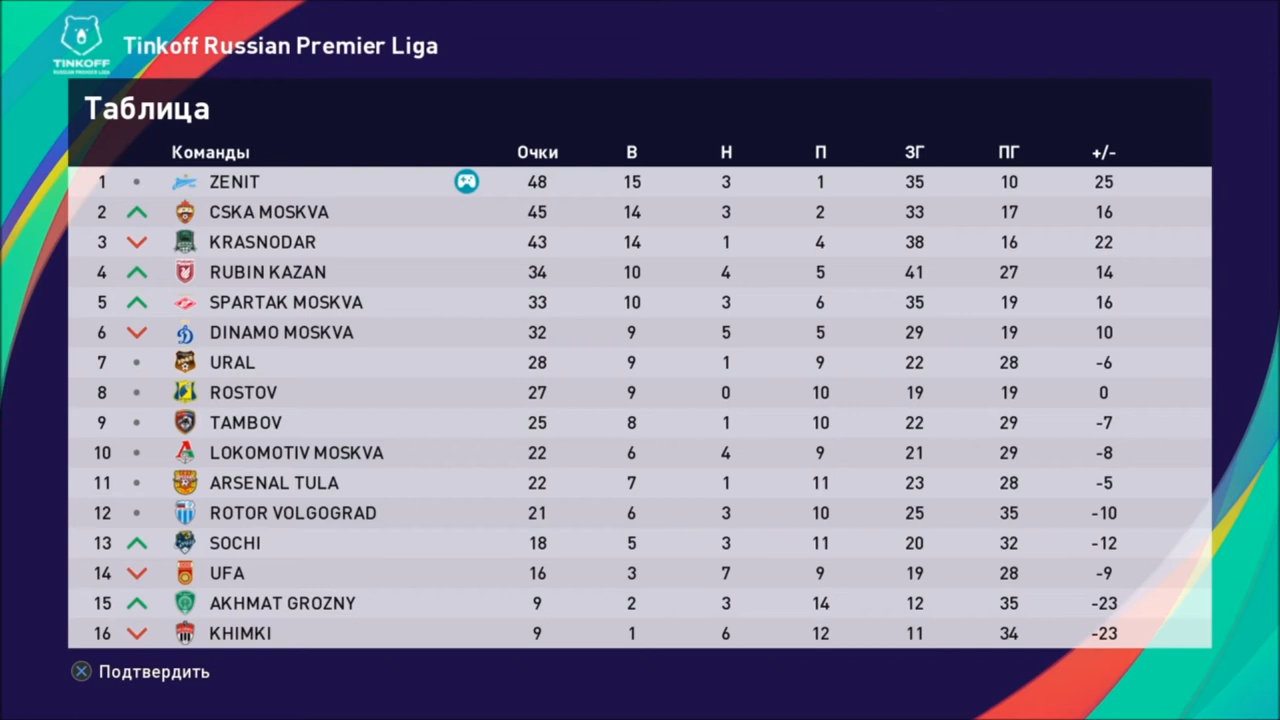 Tinkoff Russian Premier Liga
TINKOFF
RUSSIAN PREMIER LIGA
Таблица
Команды Очки В Н П ЗГ ПГ +/-
1 ZENIT 48 15 3 1 35 10 25
2 CSKA MOSKVA 45 14 3 2 33 17 16
3 KRASNODAR 43 14 1 4 38 16 22
4 RUBIN KAZAN 34 10 4 5 41 27 14
5 SPARTAK MOSKVA 33 10 3 6 35 19 16
6 DINAMO MOSKVA 32 9 5 5 29 19 10
7 URAL 28 9 1 9 22 28 -6
8 ROSTOV 27 9 0 10 19 19 0
9 TAMBOV 25 8 1 10 22 29 -7
10 LOKOMOTIV MOSKVA 22 6 4 9 21 29 -8
11 ARSENAL TULA 22 7 1 11 23 28 -5
12 ROTOR VOLGOGRAD 21 6 3 10 25 35 -10
13 SOCHI 18 5 3 11 20 32 -12
14 UFA 16 3 7 9 19 28 -9
15 AKHMAT GROZNY 9 2 3 14 12 35 -23
16 KHIMKI 9 1 6 12 11 34 -23
Подтвердить